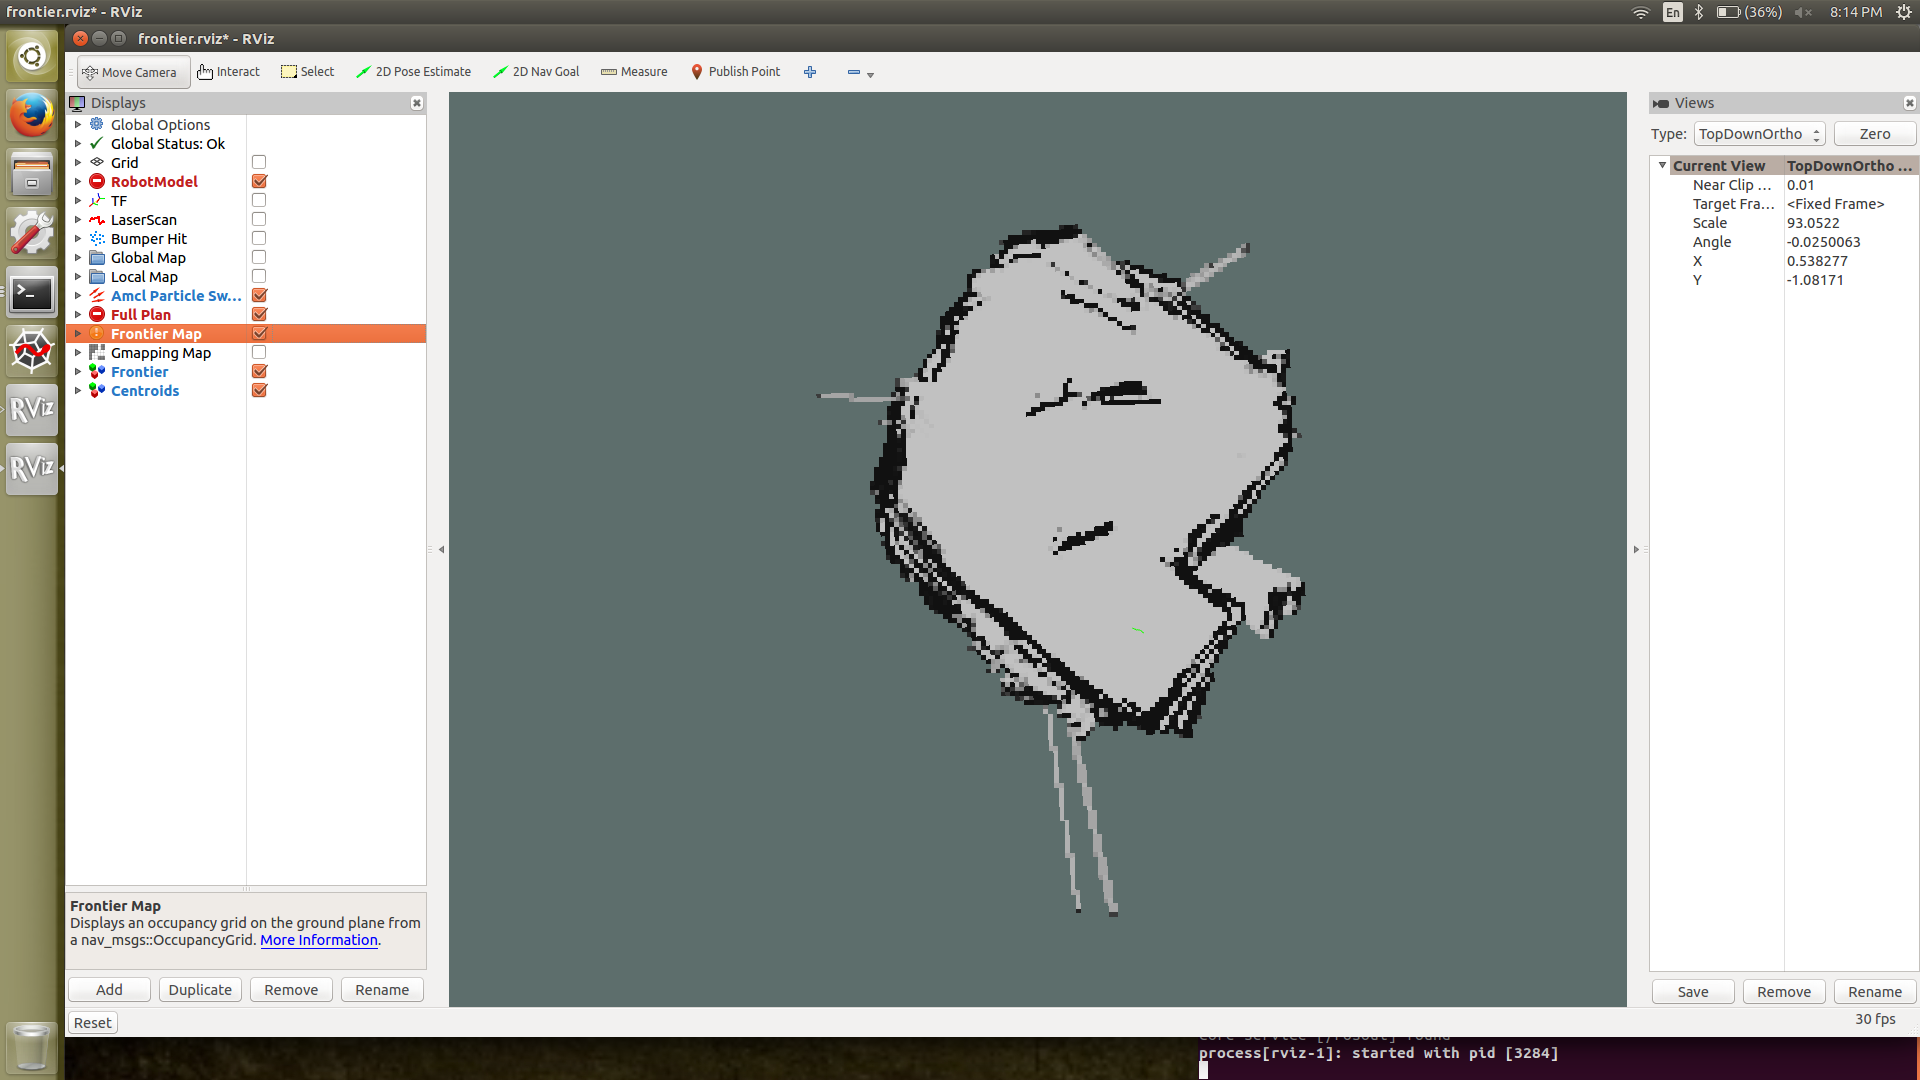 frontier.rviz* - RViz
En
(36%)
8:14 PM
frontier.rviz* - RViz
Move Camera
Interact
Select
2D Pose Estimate
2D Nav Goal
Measure
Publish Point
Displays
Global Options
Global Status: Ok
Grid
RobotModel
TF
LaserScan
Bumper Hit
Global Map
Local Map
Amcl Particle Sw...
Full Plan
Frontier Map
Gmapping Map
Frontier
Centroids
Frontier Map
Displays an occupancy grid on the ground plane from
a nav_msgs::OccupancyGrid. More Information.
Add
Duplicate
Remove
Rename
Reset
Views
Type:
TopDownOrtho
Zero
Current View TopDownOrtho ...
Near Clip ... 0.01
Target Fra... <Fixed Frame>
Scale 93.0522
Angle -0.0250063
X 0.538277
Y -1.08171
Save
Remove
Rename
30 fps
RViz
RViz
process[rviz-1]: started with pid [3284]